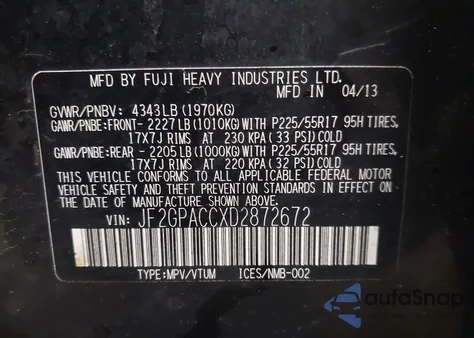 MFD BY FUJI HEAVY INDUSTRIES LTD.
MFD IN 04/13
GVWR/PNBV: 4343LB (1970KG)
GAWR/PNBE:FRONT- 2227LB (1010KG) WITH P225/55R17 95H TIRES,
17X7J RIMS AT 230 KPA (33 PSI) COLD
GAWR/PNBE:REAR - 2205LB (1000KG) WITH P225/55R17 95H TIRES,
17X7J RIMS AT 220 KPA (32 PSI) COLD
THIS VEHICLE CONFORMS TO ALL APPLICABLE FEDERAL MOTOR
VEHICLE SAFETY AND BUMPER STANDARDS IN EFFECT ON
THE DATE OF MANUFACTURE SHOWN ABOVE.
VIN: JF2GPACCXD2872672
TYPE:MPV/VTUM ICES/NMB-002
autoSnap